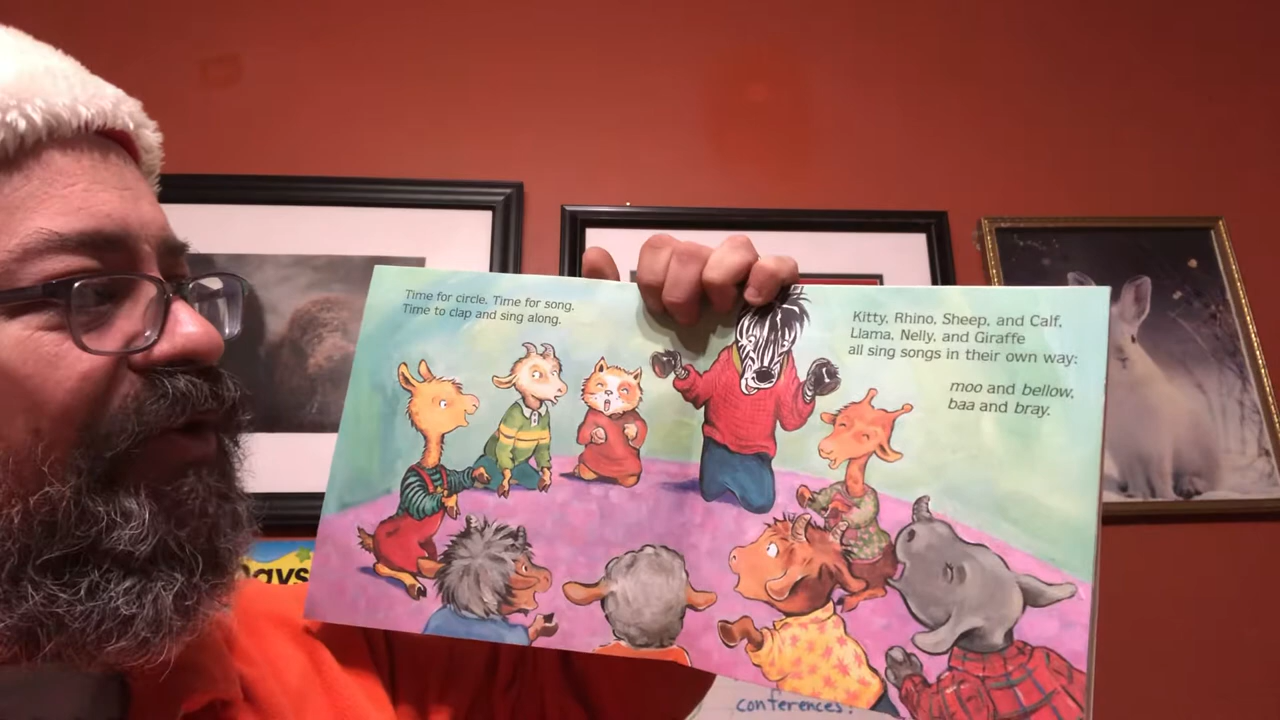 Time for circle. Time for song.
Time to clap and sing along.
Kitty, Rhino, Sheep, and Calf,
Llama, Nelly, and Giraffe
all sing songs in their own way:
moo and bellow,
baa and bray.
Days
conferences!